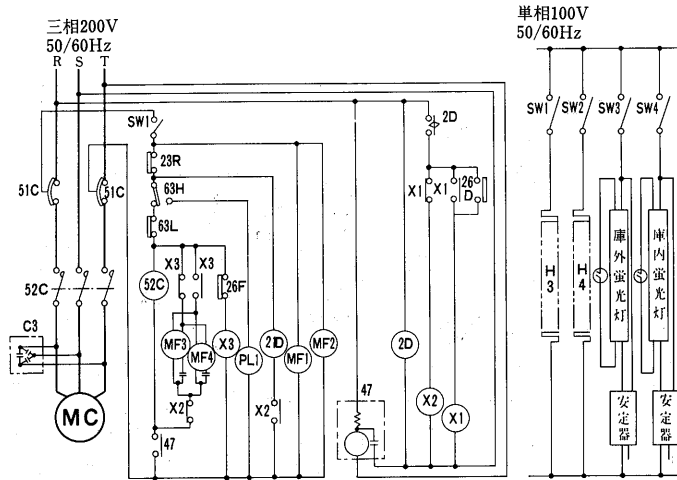 三相200V
50/60Hz
R S T
単相100V
50/60Hz
SW1
2D
SW1 SW2 SW3 SW4
23R
51C
51C
63H
63L
X1 X1 26D
52C
X3 X3
26F
52C
C3
H3
H4
庫外蛍光灯
庫内蛍光灯
MF3
MF4
X3
PL1
21D
MF1
MF2
2D
MC
X2
X2
47
47
X2
X1
安定器
安定器